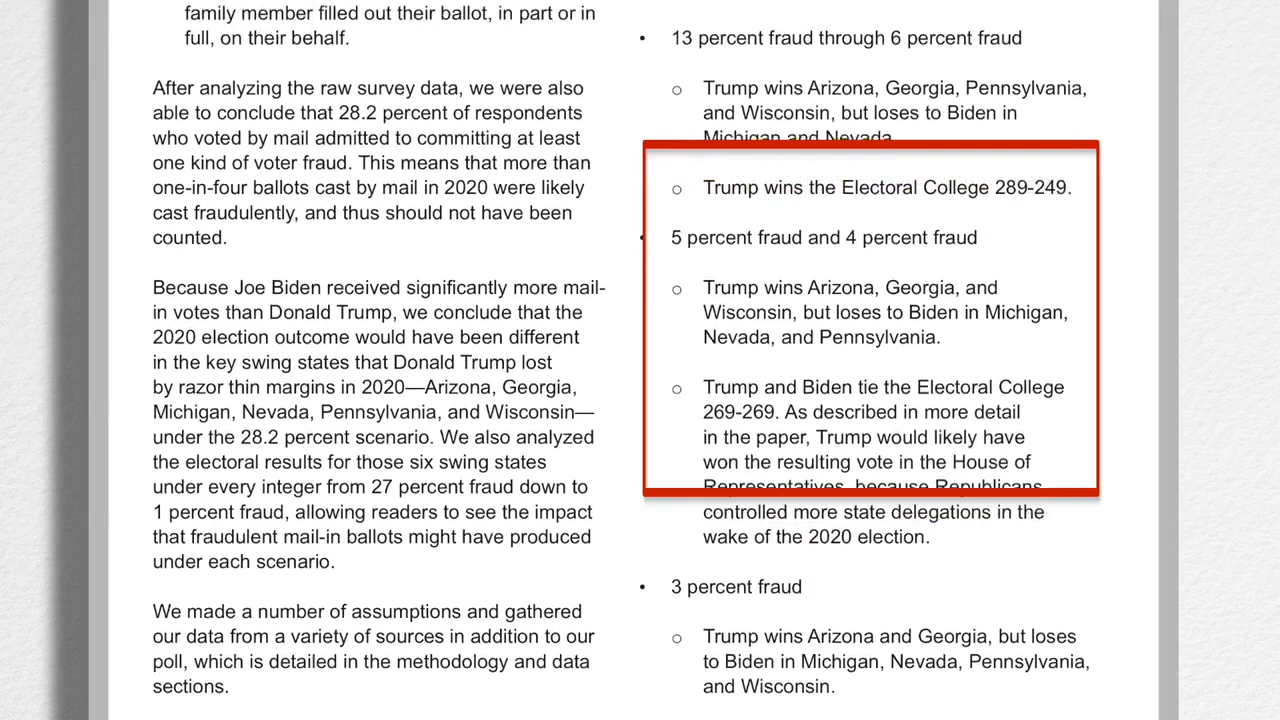 family member filled out their ballot, in part or in
full, on their behalf.
After analyzing the raw survey data, we were also
able to conclude that 28.2 percent of respondents
who voted by mail admitted to committing at least
one kind of voter fraud. This means that more than
one-in-four ballots cast by mail in 2020 were likely
cast fraudulently, and thus should not have been
counted.
Because Joe Biden received significantly more mail-
in votes than Donald Trump, we conclude that the
2020 election outcome would have been different
in the key swing states that Donald Trump lost
by razor thin margins in 2020—Arizona, Georgia,
Michigan, Nevada, Pennsylvania, and Wisconsin—
under the 28.2 percent scenario. We also analyzed
the electoral results for those six swing states
under every integer from 27 percent fraud down to
1 percent fraud, allowing readers to see the impact
that fraudulent mail-in ballots might have produced
under each scenario.
We made a number of assumptions and gathered
our data from a variety of sources in addition to our
poll, which is detailed in the methodology and data
sections.
• 13 percent fraud through 6 percent fraud
○ Trump wins Arizona, Georgia, Pennsylvania,
and Wisconsin, but loses to Biden in
Michigan and Nevada.
○ Trump wins the Electoral College 289-249.
• 5 percent fraud and 4 percent fraud
○ Trump wins Arizona, Georgia, and
Wisconsin, but loses to Biden in Michigan,
Nevada, and Pennsylvania.
○ Trump and Biden tie the Electoral College
269-269. As described in more detail
in the paper, Trump would likely have
won the resulting vote in the House of
Representatives, because Republicans
controlled more state delegations in the
wake of the 2020 election.
• 3 percent fraud
○ Trump wins Arizona and Georgia, but loses
to Biden in Michigan, Nevada, Pennsylvania,
and Wisconsin.